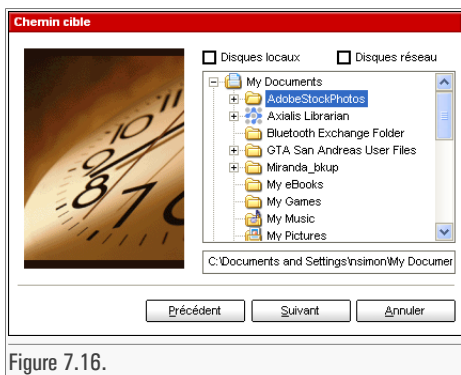 Chemin cible
Disques locaux Disques réseau
My Documents
AdobeStockPhotos
Axialis Librarian
Bluetooth Exchange Folder
GTA San Andreas User Files
Miranda_bkup
My eBooks
My Games
My Music
My Pictures
C:\Documents and Settings\nsimon\My Documer
Précédent Suivant Annuler
Figure 7.16.